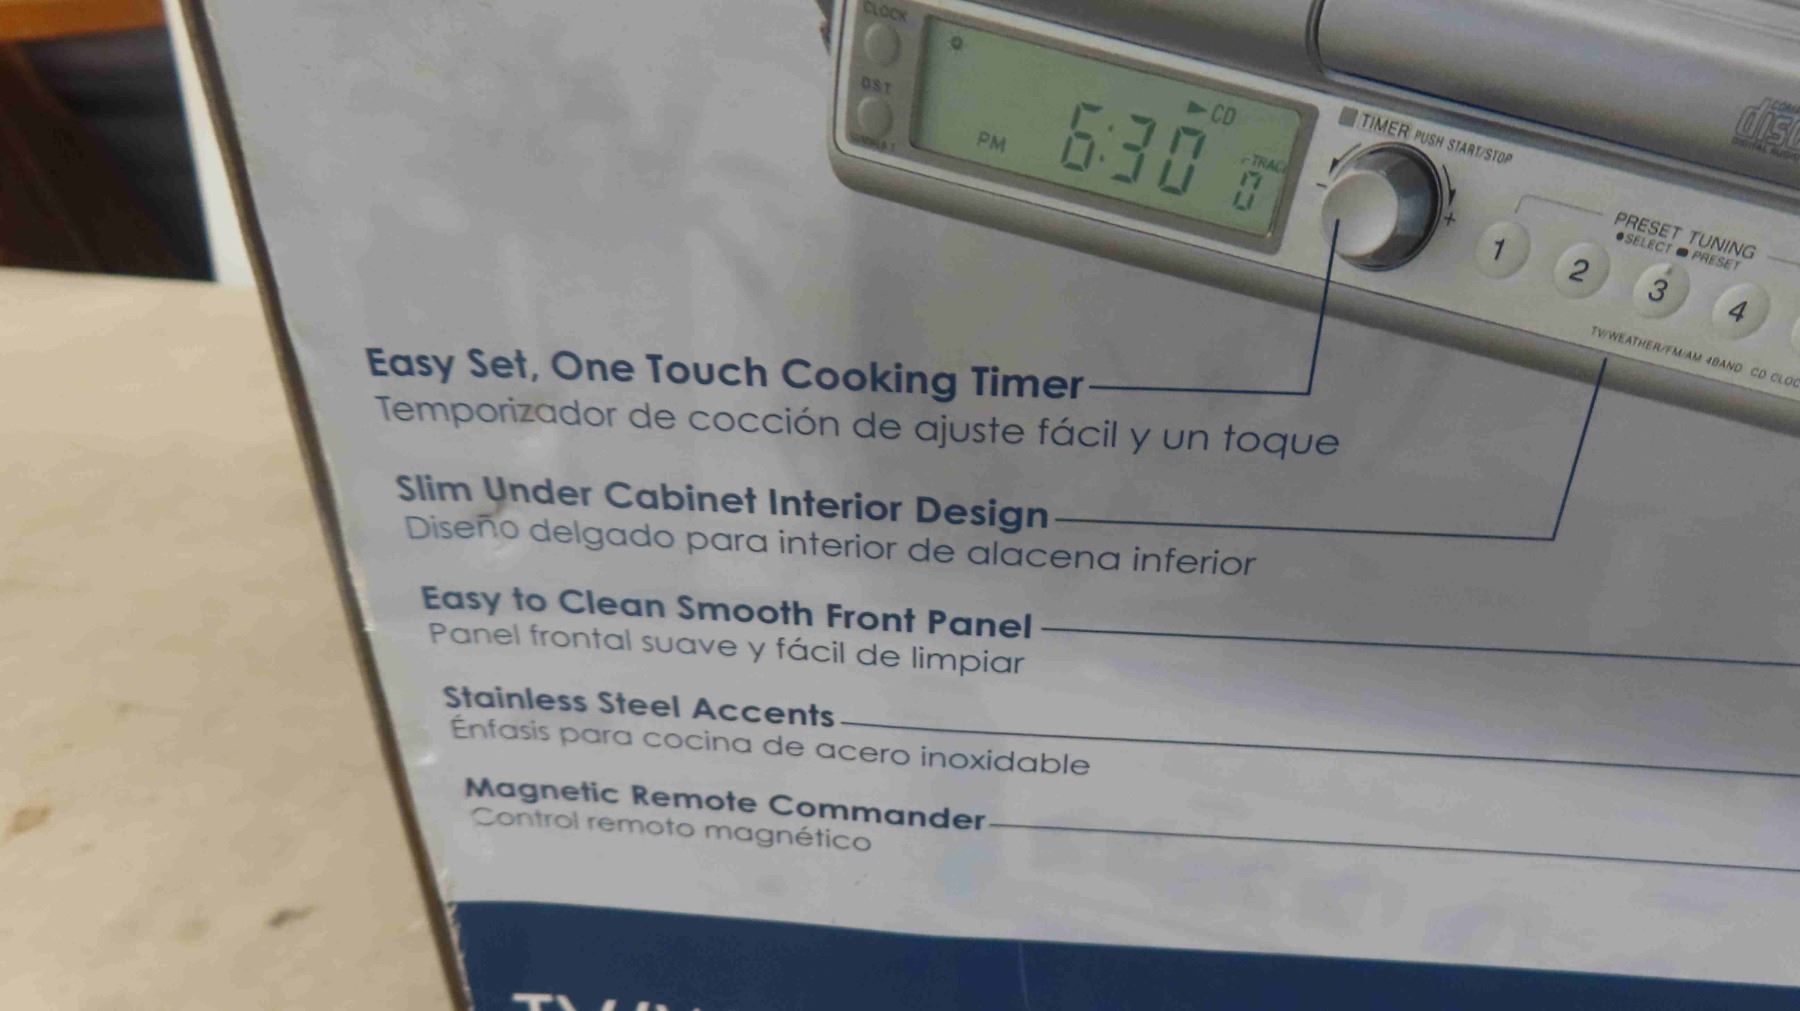 CLOCK
DST
PM 6:30 ►CD
TRACK
0
TIMER PUSH START/STOP
- +
PRESET TUNING
●SELECT ■ PRESET
1 2 3 4
TV/WEATHER/FM/AM 4BAND CD CLOC
Easy Set, One Touch Cooking Timer
Temporizador de cocción de ajuste fácil y un toque
Slim Under Cabinet Interior Design
Diseño delgado para interior de alacena inferior
Easy to Clean Smooth Front Panel
Panel frontal suave y fácil de limpiar
Stainless Steel Accents
Énfasis para cocina de acero inoxidable
Magnetic Remote Commander
Control remoto magnético